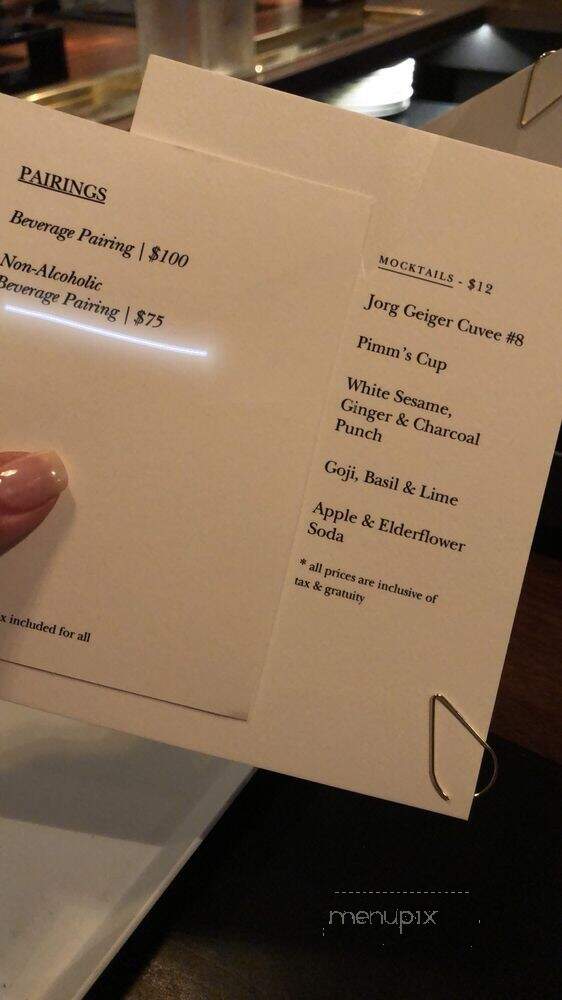 PAIRINGS
Beverage Pairing | $100
Non-Alcoholic
Beverage Pairing | $75
x included for all
MOCKTAILS - $12
Jorg Geiger Cuvee #8
Pimm's Cup
White Sesame,
Ginger & Charcoal
Punch
Goji, Basil & Lime
Apple & Elderflower
Soda
* all prices are inclusive of
tax & gratuity
menupix